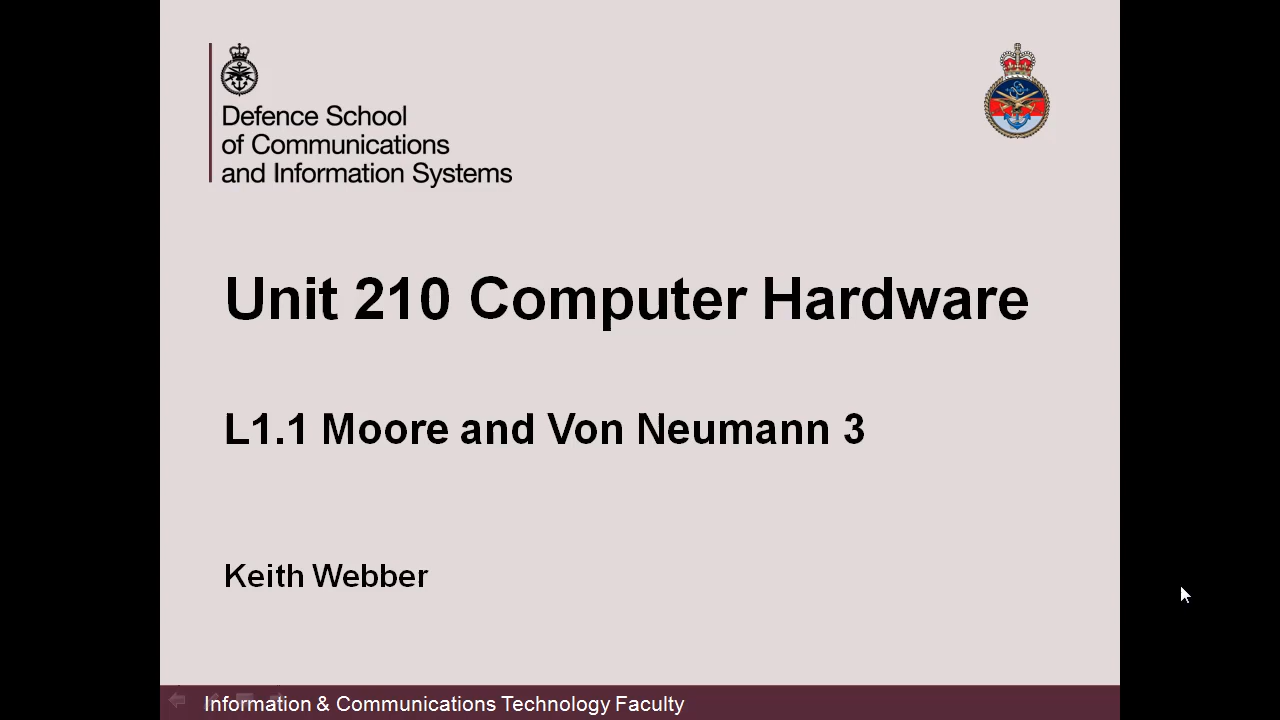 Defence School
of Communications
and Information Systems
Unit 210 Computer Hardware
L1.1 Moore and Von Neumann 3
Keith Webber
Information & Communications Technology Faculty